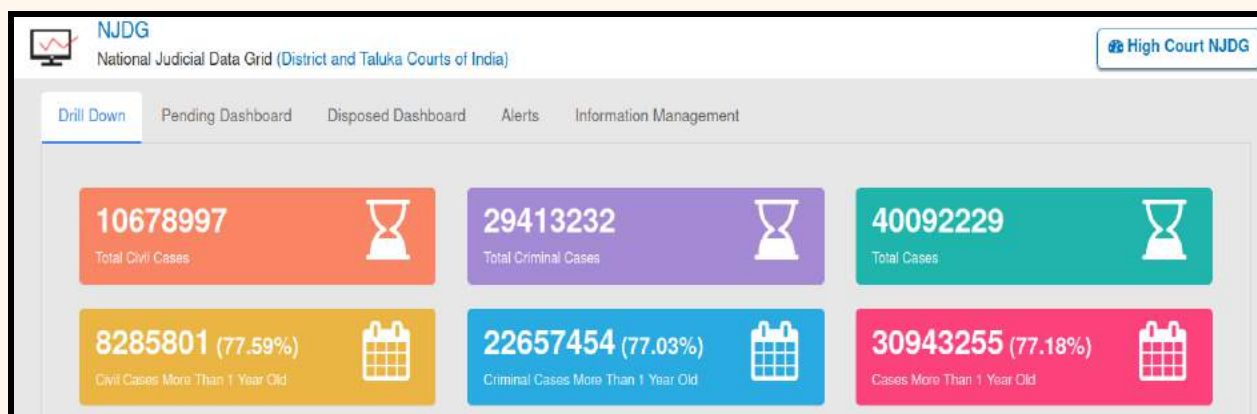 NJDG
National Judicial Data Grid (District and Taluka Courts of India)
High Court NJDG
Drill Down Pending Dashboard Disposed Dashboard Alerts Information Management
10678997
Total Civil Cases
29413232
Total Criminal Cases
40092229
Total Cases
8285801 (77.59%)
Civil Cases More Than 1 Year Old
22657454 (77.03%)
Criminal Cases More Than 1 Year Old
30943255 (77.18%)
Cases More Than 1 Year Old